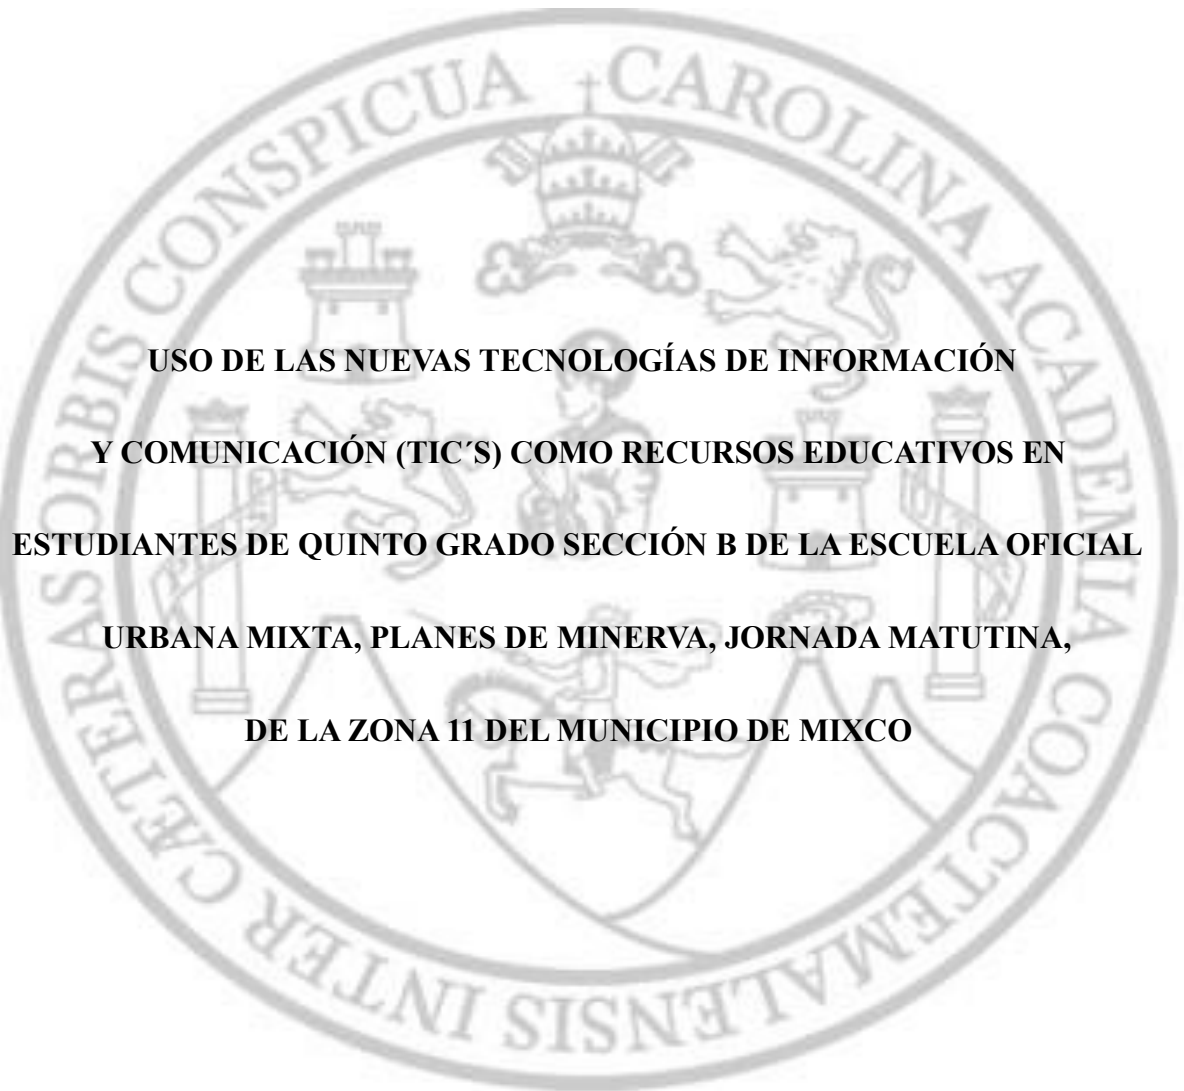 CAROLINA ACADEMIA COACTEMALENSIS INTER CÆTERAS ORBIS CONSPICUA
USO DE LAS NUEVAS TECNOLOGÍAS DE INFORMACIÓN
Y COMUNICACIÓN (TIC´S) COMO RECURSOS EDUCATIVOS EN
ESTUDIANTES DE QUINTO GRADO SECCIÓN B DE LA ESCUELA OFICIAL
URBANA MIXTA, PLANES DE MINERVA, JORNADA MATUTINA,
DE LA ZONA 11 DEL MUNICIPIO DE MIXCO